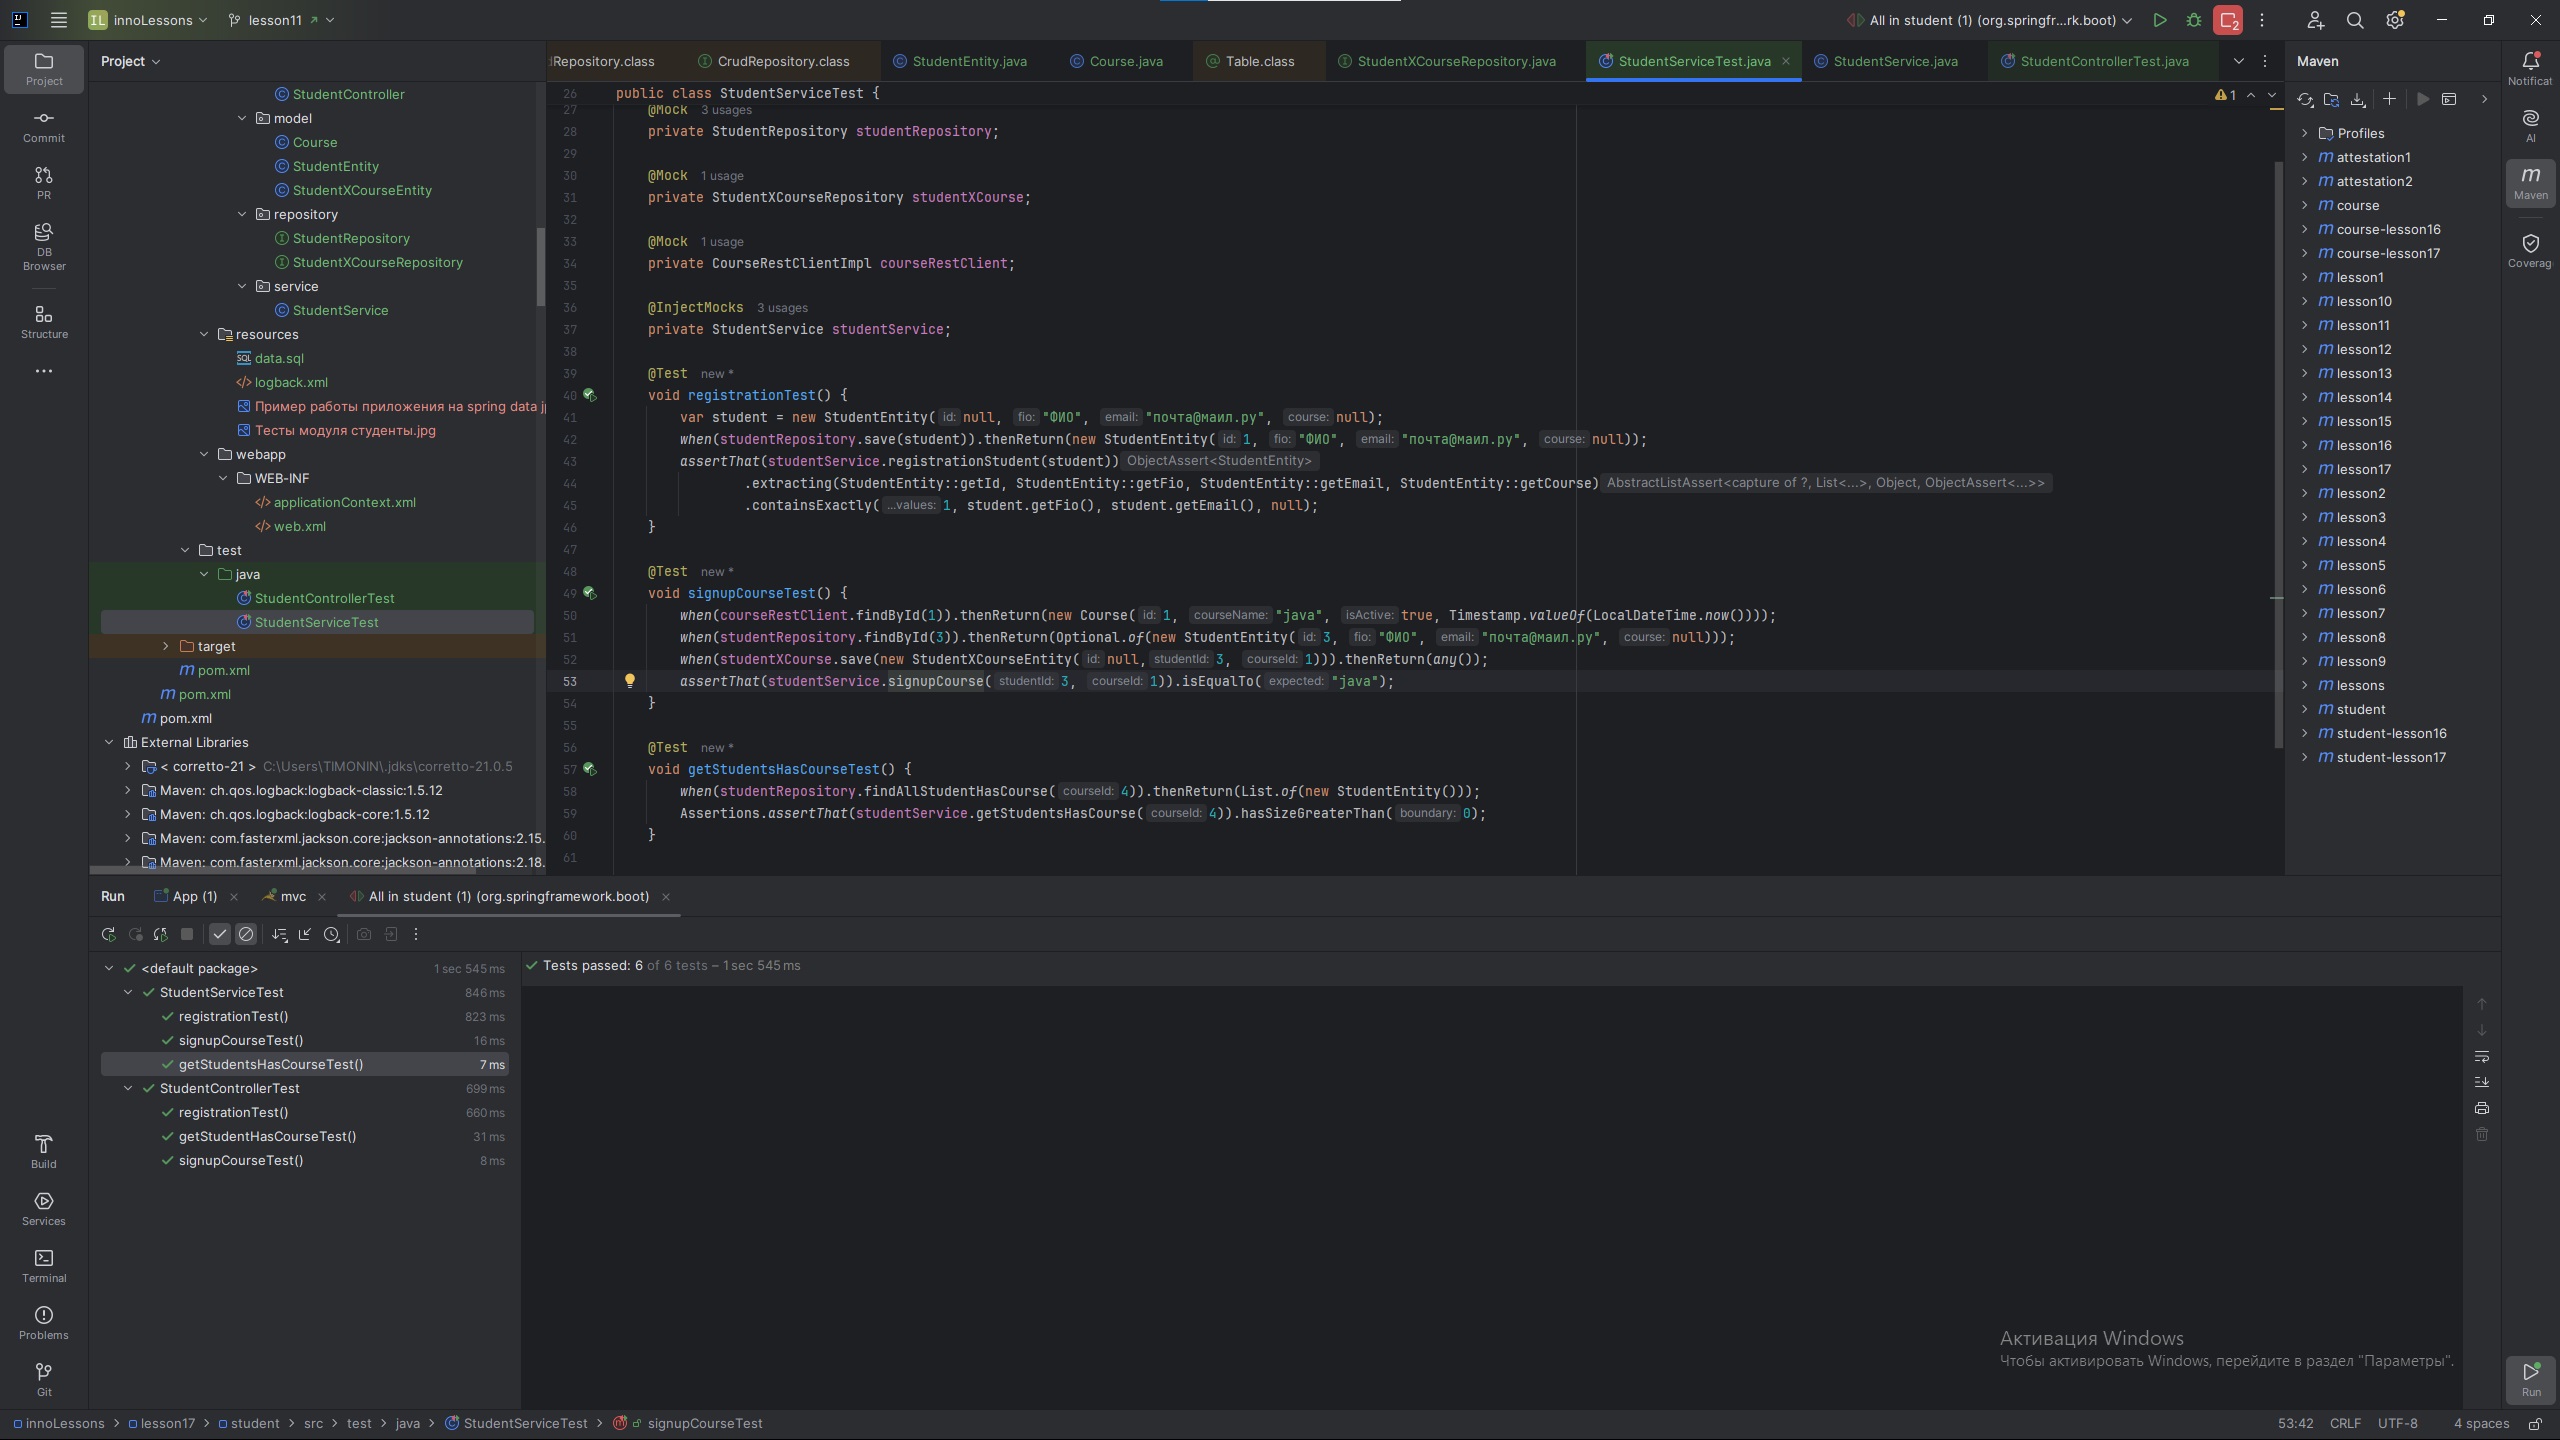 IL innoLessons lesson11 All in student (1) (org.springfr...rk.boot)
Project
Commit
PR
DB Browser
Structure
Build
Services
Terminal
Problems
Git
Project
StudentController
model
Course
StudentEntity
StudentXCourseEntity
repository
StudentRepository
StudentXCourseRepository
service
StudentService
resources
data.sql
logback.xml
Пример работы приложения на spring data j
Тесты модуля студенты.jpg
webapp
WEB-INF
applicationContext.xml
web.xml
test
java
StudentControllerTest
StudentServiceTest
target
pom.xml
pom.xml
pom.xml
External Libraries
< corretto-21 > C:\Users\TIMONIN\.jdks\corretto-21.0.5
Maven: ch.qos.logback:logback-classic:1.5.12
Maven: ch.qos.logback:logback-core:1.5.12
Maven: com.fasterxml.jackson.core:jackson-annotations:2.15.
Maven: com.fasterxml.jackson.core:jackson-annotations:2.18.
Repository.class CrudRepository.class StudentEntity.java Course.java Table.class StudentXCourseRepository.java StudentServiceTest.java StudentService.java StudentControllerTest.java
26 public class StudentServiceTest { 1
27 @Mock 3 usages
28 private StudentRepository studentRepository;
29
30 @Mock 1 usage
31 private StudentXCourseRepository studentXCourse;
32
33 @Mock 1 usage
34 private CourseRestClientImpl courseRestClient;
35
36 @InjectMocks 3 usages
37 private StudentService studentService;
38
39 @Test new *
40 void registrationTest() {
41 var student = new StudentEntity( id: null, fio: "ФИО", email: "почта@маил.ру", course: null);
42 when(studentRepository.save(student)).thenReturn(new StudentEntity( id: 1, fio: "ФИО", email: "почта@маил.ру", course: null));
43 assertThat(studentService.registrationStudent(student)) ObjectAssert<StudentEntity>
44 .extracting(StudentEntity::getId, StudentEntity::getFio, StudentEntity::getEmail, StudentEntity::getCourse) AbstractListAssert<capture of ?, List<...>, Object, ObjectAssert<...>>
45 .containsExactly( ...values: 1, student.getFio(), student.getEmail(), null);
46 }
47
48 @Test new *
49 void signupCourseTest() {
50 when(courseRestClient.findById(1)).thenReturn(new Course( id: 1, courseName: "java", isActive: true, Timestamp.valueOf(LocalDateTime.now())));
51 when(studentRepository.findById(3)).thenReturn(Optional.of(new StudentEntity( id: 3, fio: "ФИО", email: "почта@маил.ру", course: null)));
52 when(studentXCourse.save(new StudentXCourseEntity( id: null, studentId: 3, courseId: 1))).thenReturn(any());
53 assertThat(studentService.signupCourse( studentId: 3, courseId: 1)).isEqualTo( expected: "java");
54 }
55
56 @Test new *
57 void getStudentsHasCourseTest() {
58 when(studentRepository.findAllStudentHasCourse( courseId: 4)).thenReturn(List.of(new StudentEntity()));
59 Assertions.assertThat(studentService.getStudentsHasCourse( courseId: 4)).hasSizeGreaterThan( boundary: 0);
60 }
61
Maven
Profiles
attestation1
attestation2
course
course-lesson16
course-lesson17
lesson1
lesson10
lesson11
lesson12
lesson13
lesson14
lesson15
lesson16
lesson17
lesson2
lesson3
lesson4
lesson5
lesson6
lesson7
lesson8
lesson9
lessons
student
student-lesson16
student-lesson17
Notificat
AI
Maven
Coverag
Run
Run App (1) mvc All in student (1) (org.springframework.boot)
<default package> 1 sec 545 ms
StudentServiceTest 846 ms
registrationTest() 823 ms
signupCourseTest() 16 ms
getStudentsHasCourseTest() 7 ms
StudentControllerTest 699 ms
registrationTest() 660 ms
getStudentHasCourseTest() 31 ms
signupCourseTest() 8 ms
Tests passed: 6 of 6 tests – 1 sec 545 ms
Активация Windows
Чтобы активировать Windows, перейдите в раздел "Параметры".
innoLessons > lesson17 > student > src > test > java > StudentServiceTest > signupCourseTest 53:42 CRLF UTF-8 4 spaces